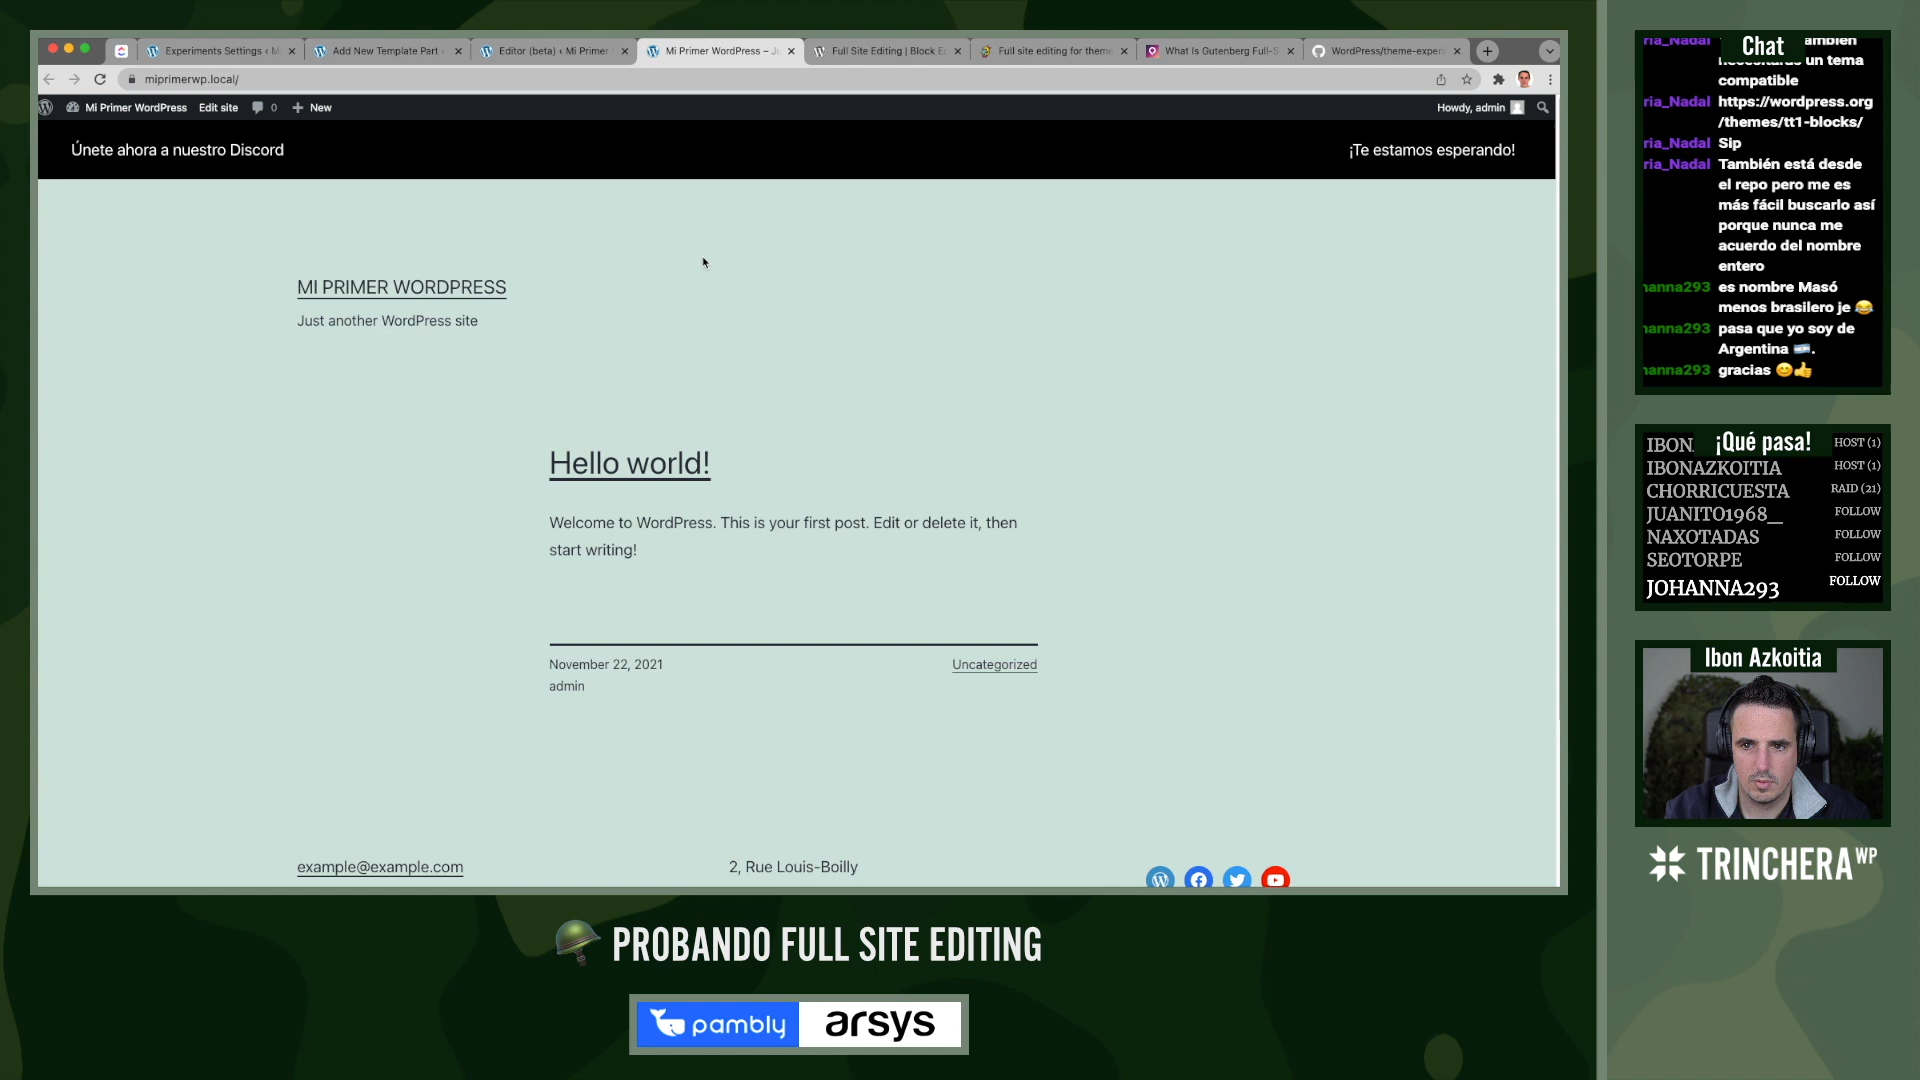 Experiments Settings ‹ M
Add New Template Part ‹
Editor (beta) ‹ Mi Primer
Mi Primer WordPress – Ju
Full Site Editing | Block E
Full site editing for theme
What Is Gutenberg Full-S
WordPress/theme-experi
miprimerwp.local/
Mi Primer WordPress
Edit site
0
New
Howdy, admin
Únete ahora a nuestro Discord
¡Te estamos esperando!
MI PRIMER WORDPRESS
Just another WordPress site
Hello world!
Welcome to WordPress. This is your first post. Edit or delete it, then
start writing!
November 22, 2021
Uncategorized
admin
example@example.com
2, Rue Louis-Boilly
PROBANDO FULL SITE EDITING
pambly
arsys
Chat
ria_Nadal
un tema
compatible
ria_Nadal https://wordpress.org
/themes/tt1-blocks/
ria_Nadal Sip
ria_Nadal También está desde
el repo pero me es
más fácil buscarlo así
porque nunca me
acuerdo del nombre
entero
hanna293 es nombre Masó
menos brasilero je 😂
hanna293 pasa que yo soy de
Argentina 🇦🇷.
hanna293 gracias 😊👍
¡Qué pasa!
IBON HOST (1)
IBONAZKOITIA HOST (1)
CHORRICUESTA RAID (21)
JUANITO1968_ FOLLOW
NAXOTADAS FOLLOW
SEOTORPE FOLLOW
JOHANNA293 FOLLOW
Ibon Azkoitia
TRINCHERA WP